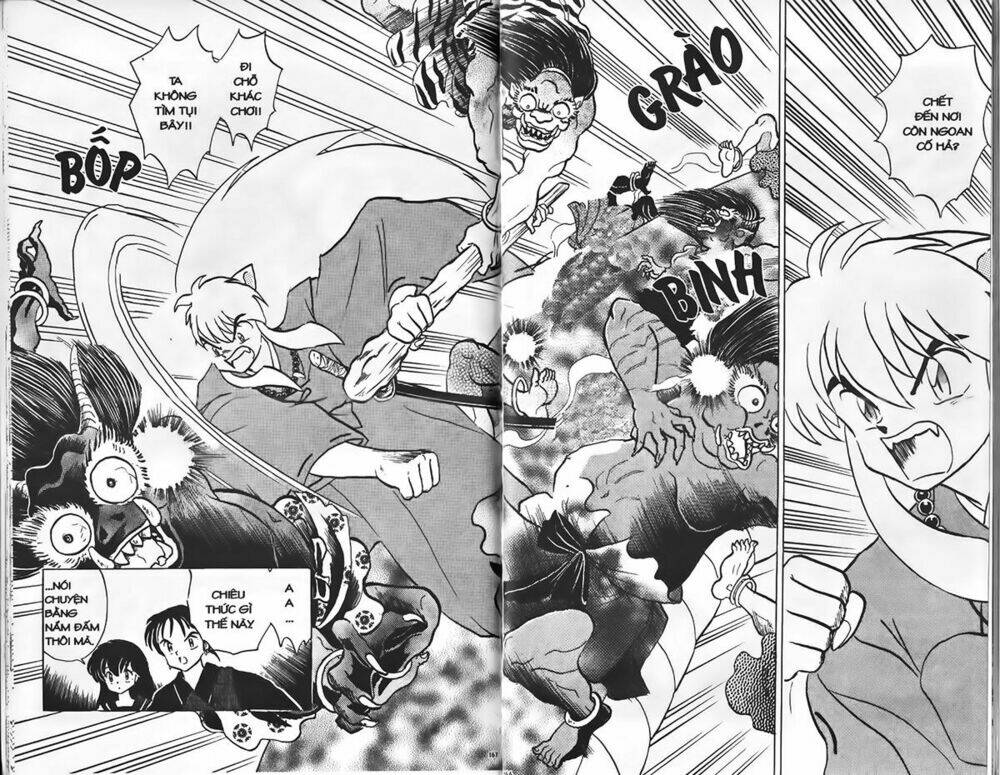 CHẾT
ĐẾN NƠI
CÒN NGOAN
CỐ HẢ?
GRÀO
BINH
ĐI
CHỖ
KHÁC
CHƠI!
TA
KHÔNG
TÌM TỤI
BÂY!!
BỐP
A
A...
CHIÊU
THỨC GÌ
THẾ NÀY
...NÓI
CHUYỆN
BẰNG
NẮM ĐẤM
THÔI MÀ.
167